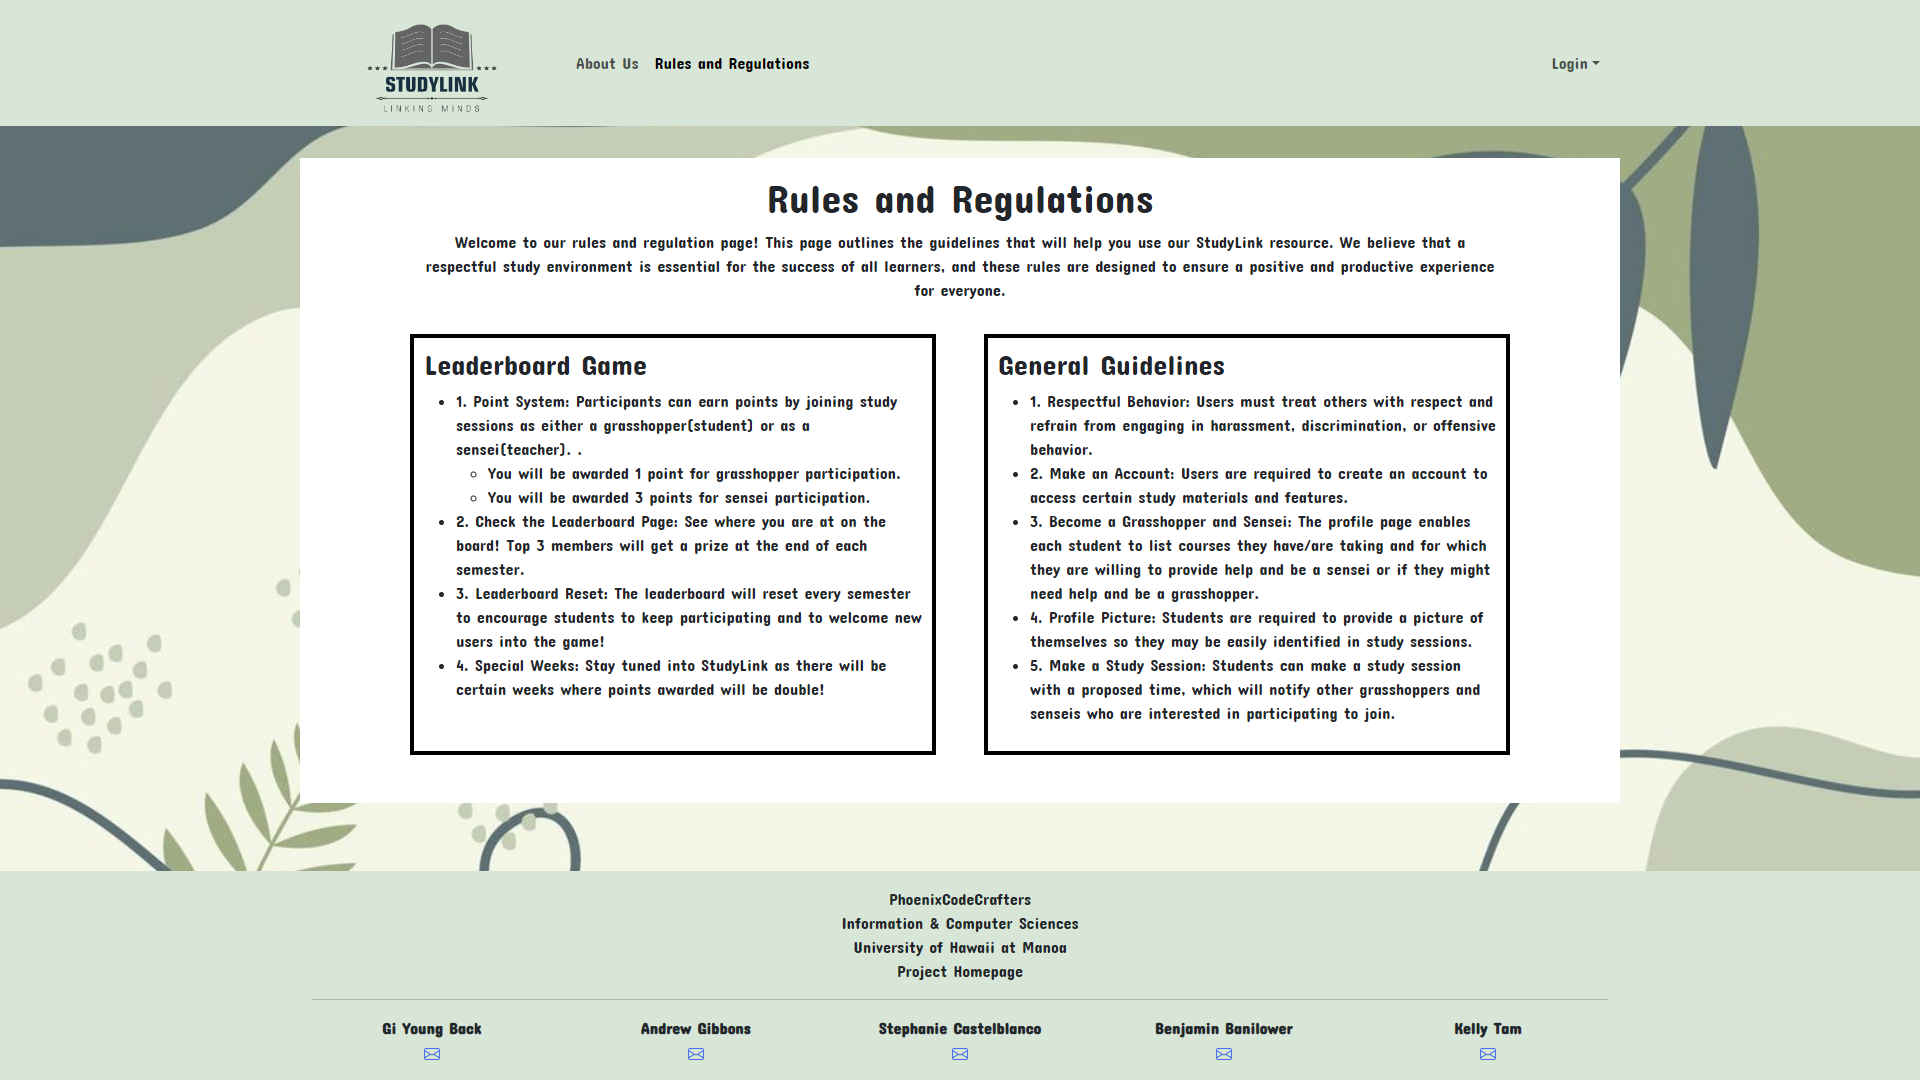 STUDYLINK
LINKING MINDS
About Us
Rules and Regulations
Login
Rules and Regulations
Welcome to our rules and regulation page! This page outlines the guidelines that will help you use our StudyLink resource. We believe that a
respectful study environment is essential for the success of all learners, and these rules are designed to ensure a positive and productive experience
for everyone.
Leaderboard Game
1. Point System: Participants can earn points by joining study
sessions as either a grasshopper(student) or as a
sensei(teacher). .
You will be awarded 1 point for grasshopper participation.
You will be awarded 3 points for sensei participation.
2. Check the Leaderboard Page: See where you are at on the
board! Top 3 members will get a prize at the end of each
semester.
3. Leaderboard Reset: The leaderboard will reset every semester
to encourage students to keep participating and to welcome new
users into the game!
4. Special Weeks: Stay tuned into StudyLink as there will be
certain weeks where points awarded will be double!
General Guidelines
1. Respectful Behavior: Users must treat others with respect and
refrain from engaging in harassment, discrimination, or offensive
behavior.
2. Make an Account: Users are required to create an account to
access certain study materials and features.
3. Become a Grasshopper and Sensei: The profile page enables
each student to list courses they have/are taking and for which
they are willing to provide help and be a sensei or if they might
need help and be a grasshopper.
4. Profile Picture: Students are required to provide a picture of
themselves so they may be easily identified in study sessions.
5. Make a Study Session: Students can make a study session
with a proposed time, which will notify other grasshoppers and
senseis who are interested in participating to join.
PhoenixCodeCrafters
Information & Computer Sciences
University of Hawaii at Manoa
Project Homepage
Gi Young Back
Andrew Gibbons
Stephanie Castelblanco
Benjamin Banilower
Kelly Tam